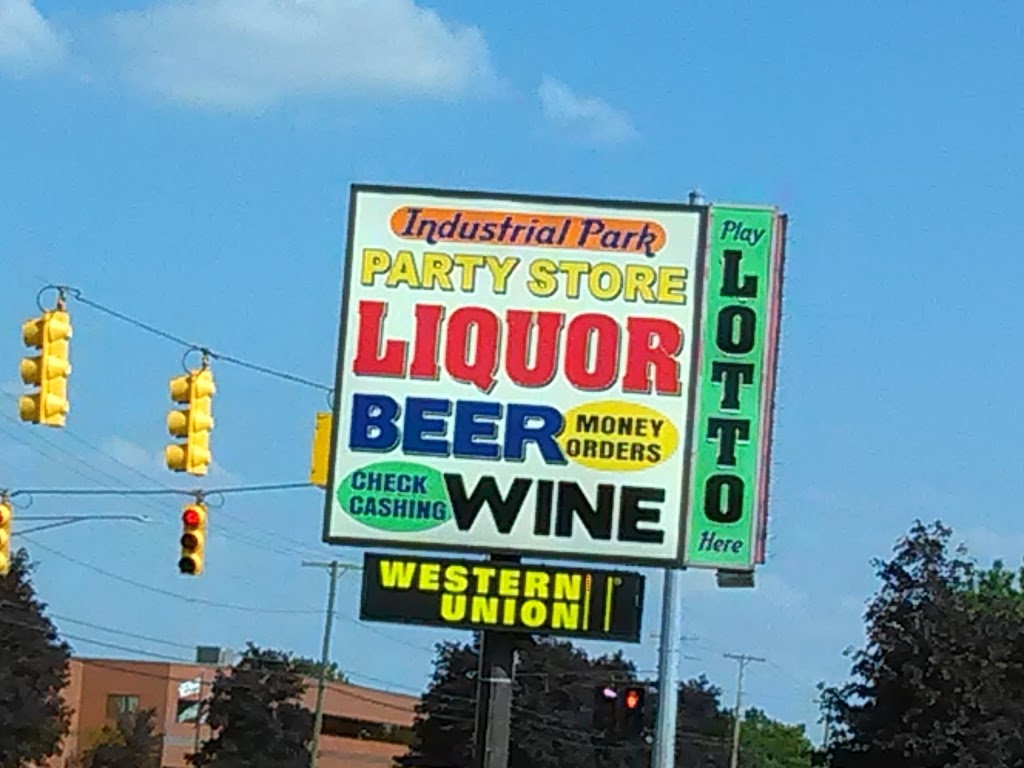 Industrial Park
PARTY STORE
LIQUOR
BEER
MONEY
ORDERS
CHECK
CASHING
WINE
Play
LOTTO
Here
WESTERN
UNION